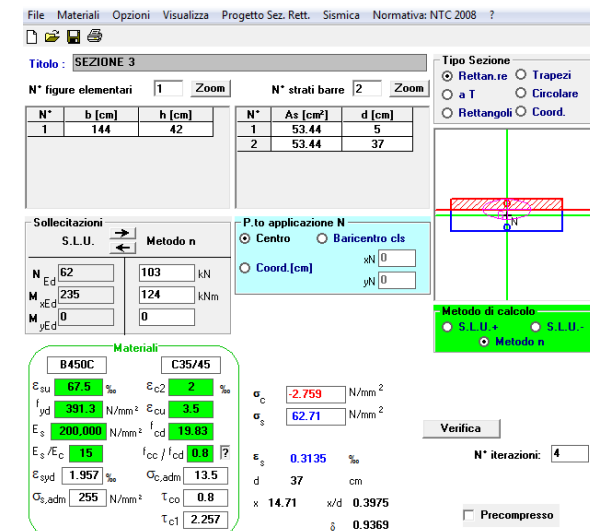 File Materiali Opzioni Visualizza Progetto Sez. Rett. Sismica Normativa: NTC 2008 ?
Titolo : SEZIONE 3
N° figure elementari 1 Zoom
N° strati barre 2 Zoom
N° b [cm] h [cm]
1 144 42
N° As [cm²] d [cm]
1 53.44 5
2 53.44 37
Tipo Sezione
Rettan.re Trapezi
a T Circolare
Rettangoli Coord.
N
Sollecitazioni
S.L.U. Metodo n
N Ed 62 103 kN
M xEd 235 124 kNm
M yEd 0 0
P.to applicazione N
Centro Baricentro cls
Coord.[cm] xN 0
yN 0
Metodo di calcolo
S.L.U.+ S.L.U.-
Metodo n
Materiali
B450C C35/45
εsu 67.5 ‰ εc2 2 ‰
fyd 391.3 N/mm² εcu 3.5
Es 200,000 N/mm² fcd 19.83
Es /Ec 15 fcc / fcd 0.8 ?
εsyd 1.957 ‰ σc,adm 13.5
σs,adm 255 N/mm² τco 0.8
τc1 2.257
σc -2.759 N/mm²
σs 62.71 N/mm²
εs 0.3135 ‰
d 37 cm
x 14.71 x/d 0.3975
δ 0.9369
Verifica
N° iterazioni: 4
Precompresso